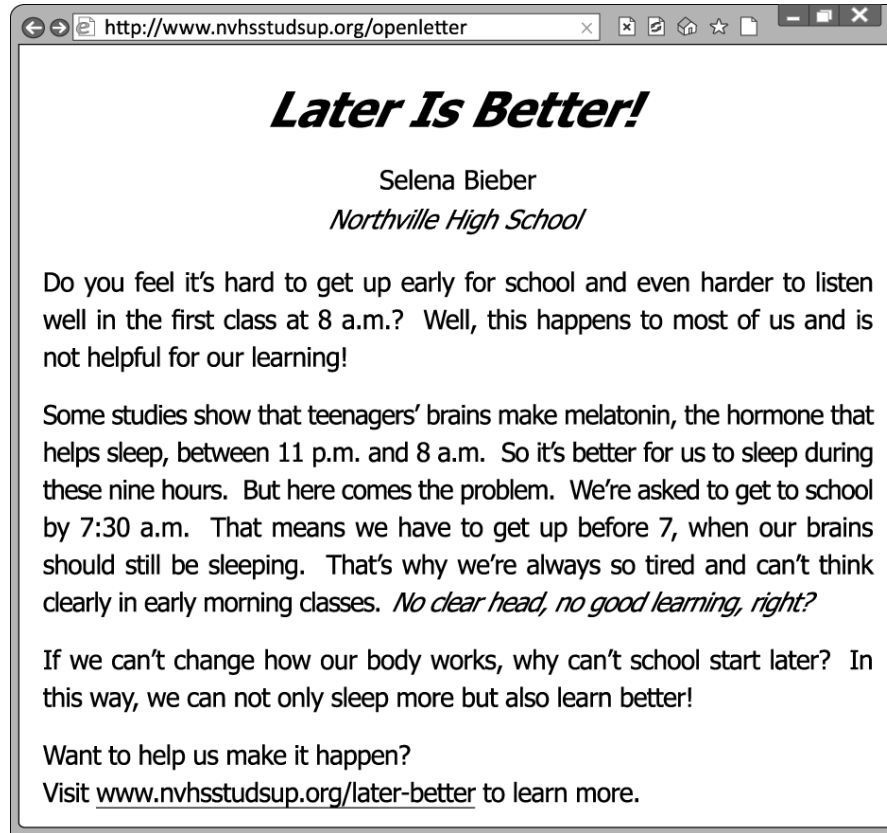 http://www.nvhsstudsup.org/openletter
Later Is Better!
Selena Bieber
Northville High School
Do you feel it's hard to get up early for school and even harder to listen
well in the first class at 8 a.m.? Well, this happens to most of us and is
not helpful for our learning!
Some studies show that teenagers' brains make melatonin, the hormone that
helps sleep, between 11 p.m. and 8 a.m. So it's better for us to sleep during
these nine hours. But here comes the problem. We're asked to get to school
by 7:30 a.m. That means we have to get up before 7, when our brains
should still be sleeping. That's why we're always so tired and can't think
clearly in early morning classes. No clear head, no good learning, right?
If we can't change how our body works, why can't school start later? In
this way, we can not only sleep more but also learn better!
Want to help us make it happen?
Visit www.nvhsstudsup.org/later-better to learn more.